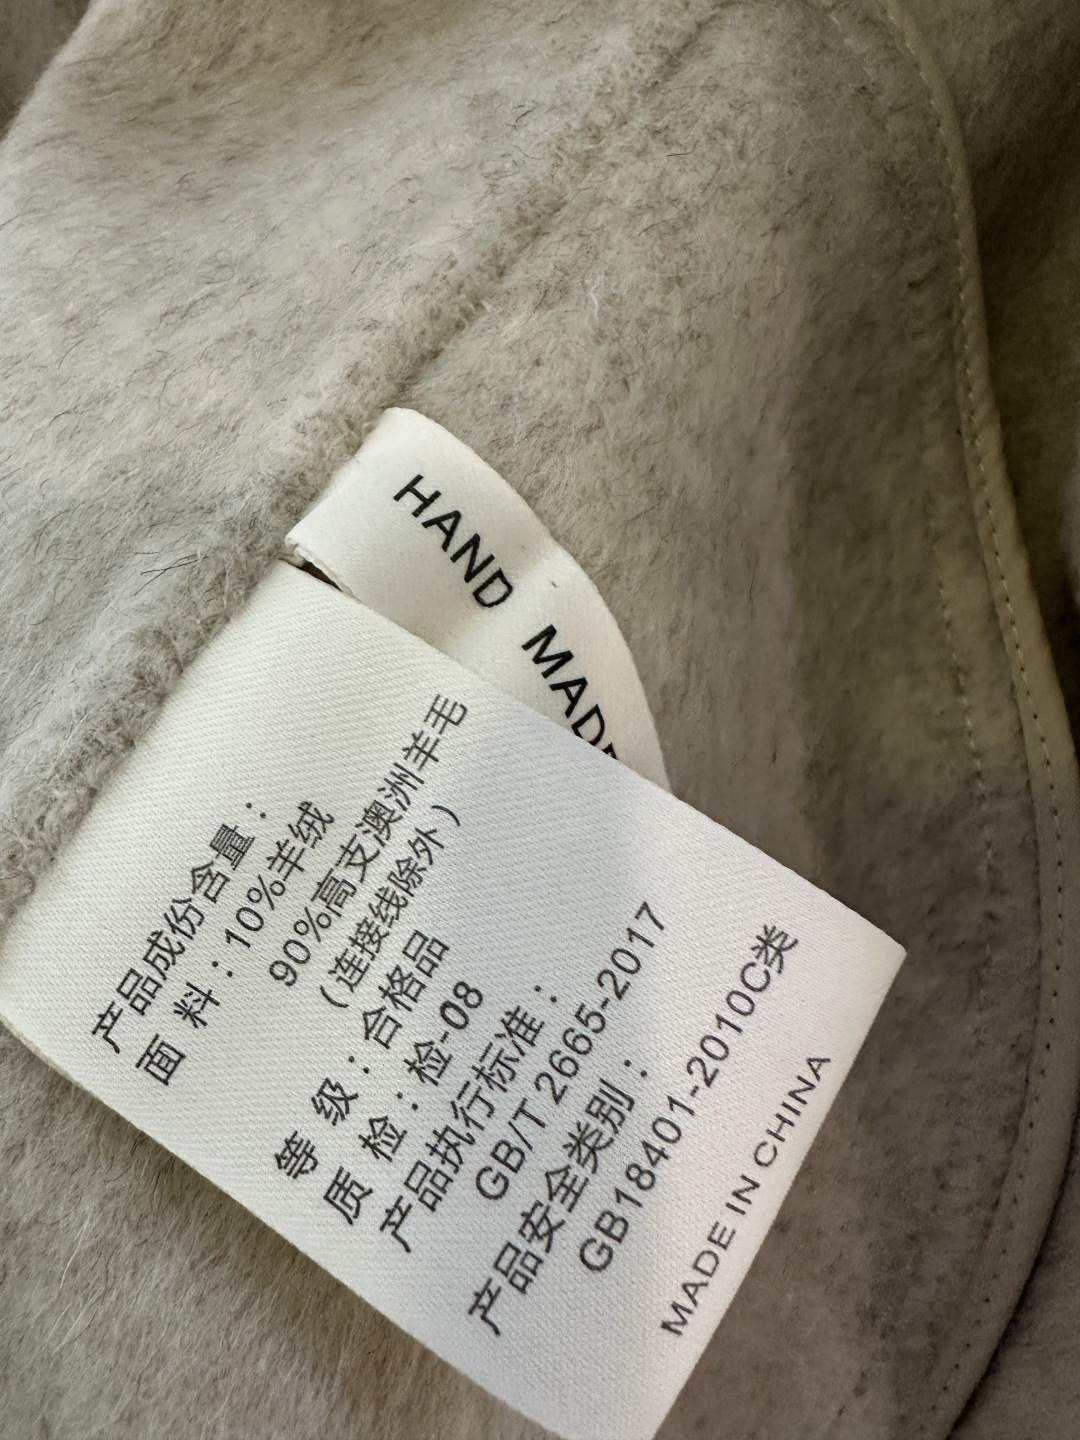 HAND MADE
产品成份含量：
面 料：10%羊绒
90%高支澳洲羊毛
（连接线除外）
等 级：合格品
质 检：检-08
产品执行标准：
GB/T 2665-2017
产品安全类别：
GB18401-2010C类
MADE IN CHINA